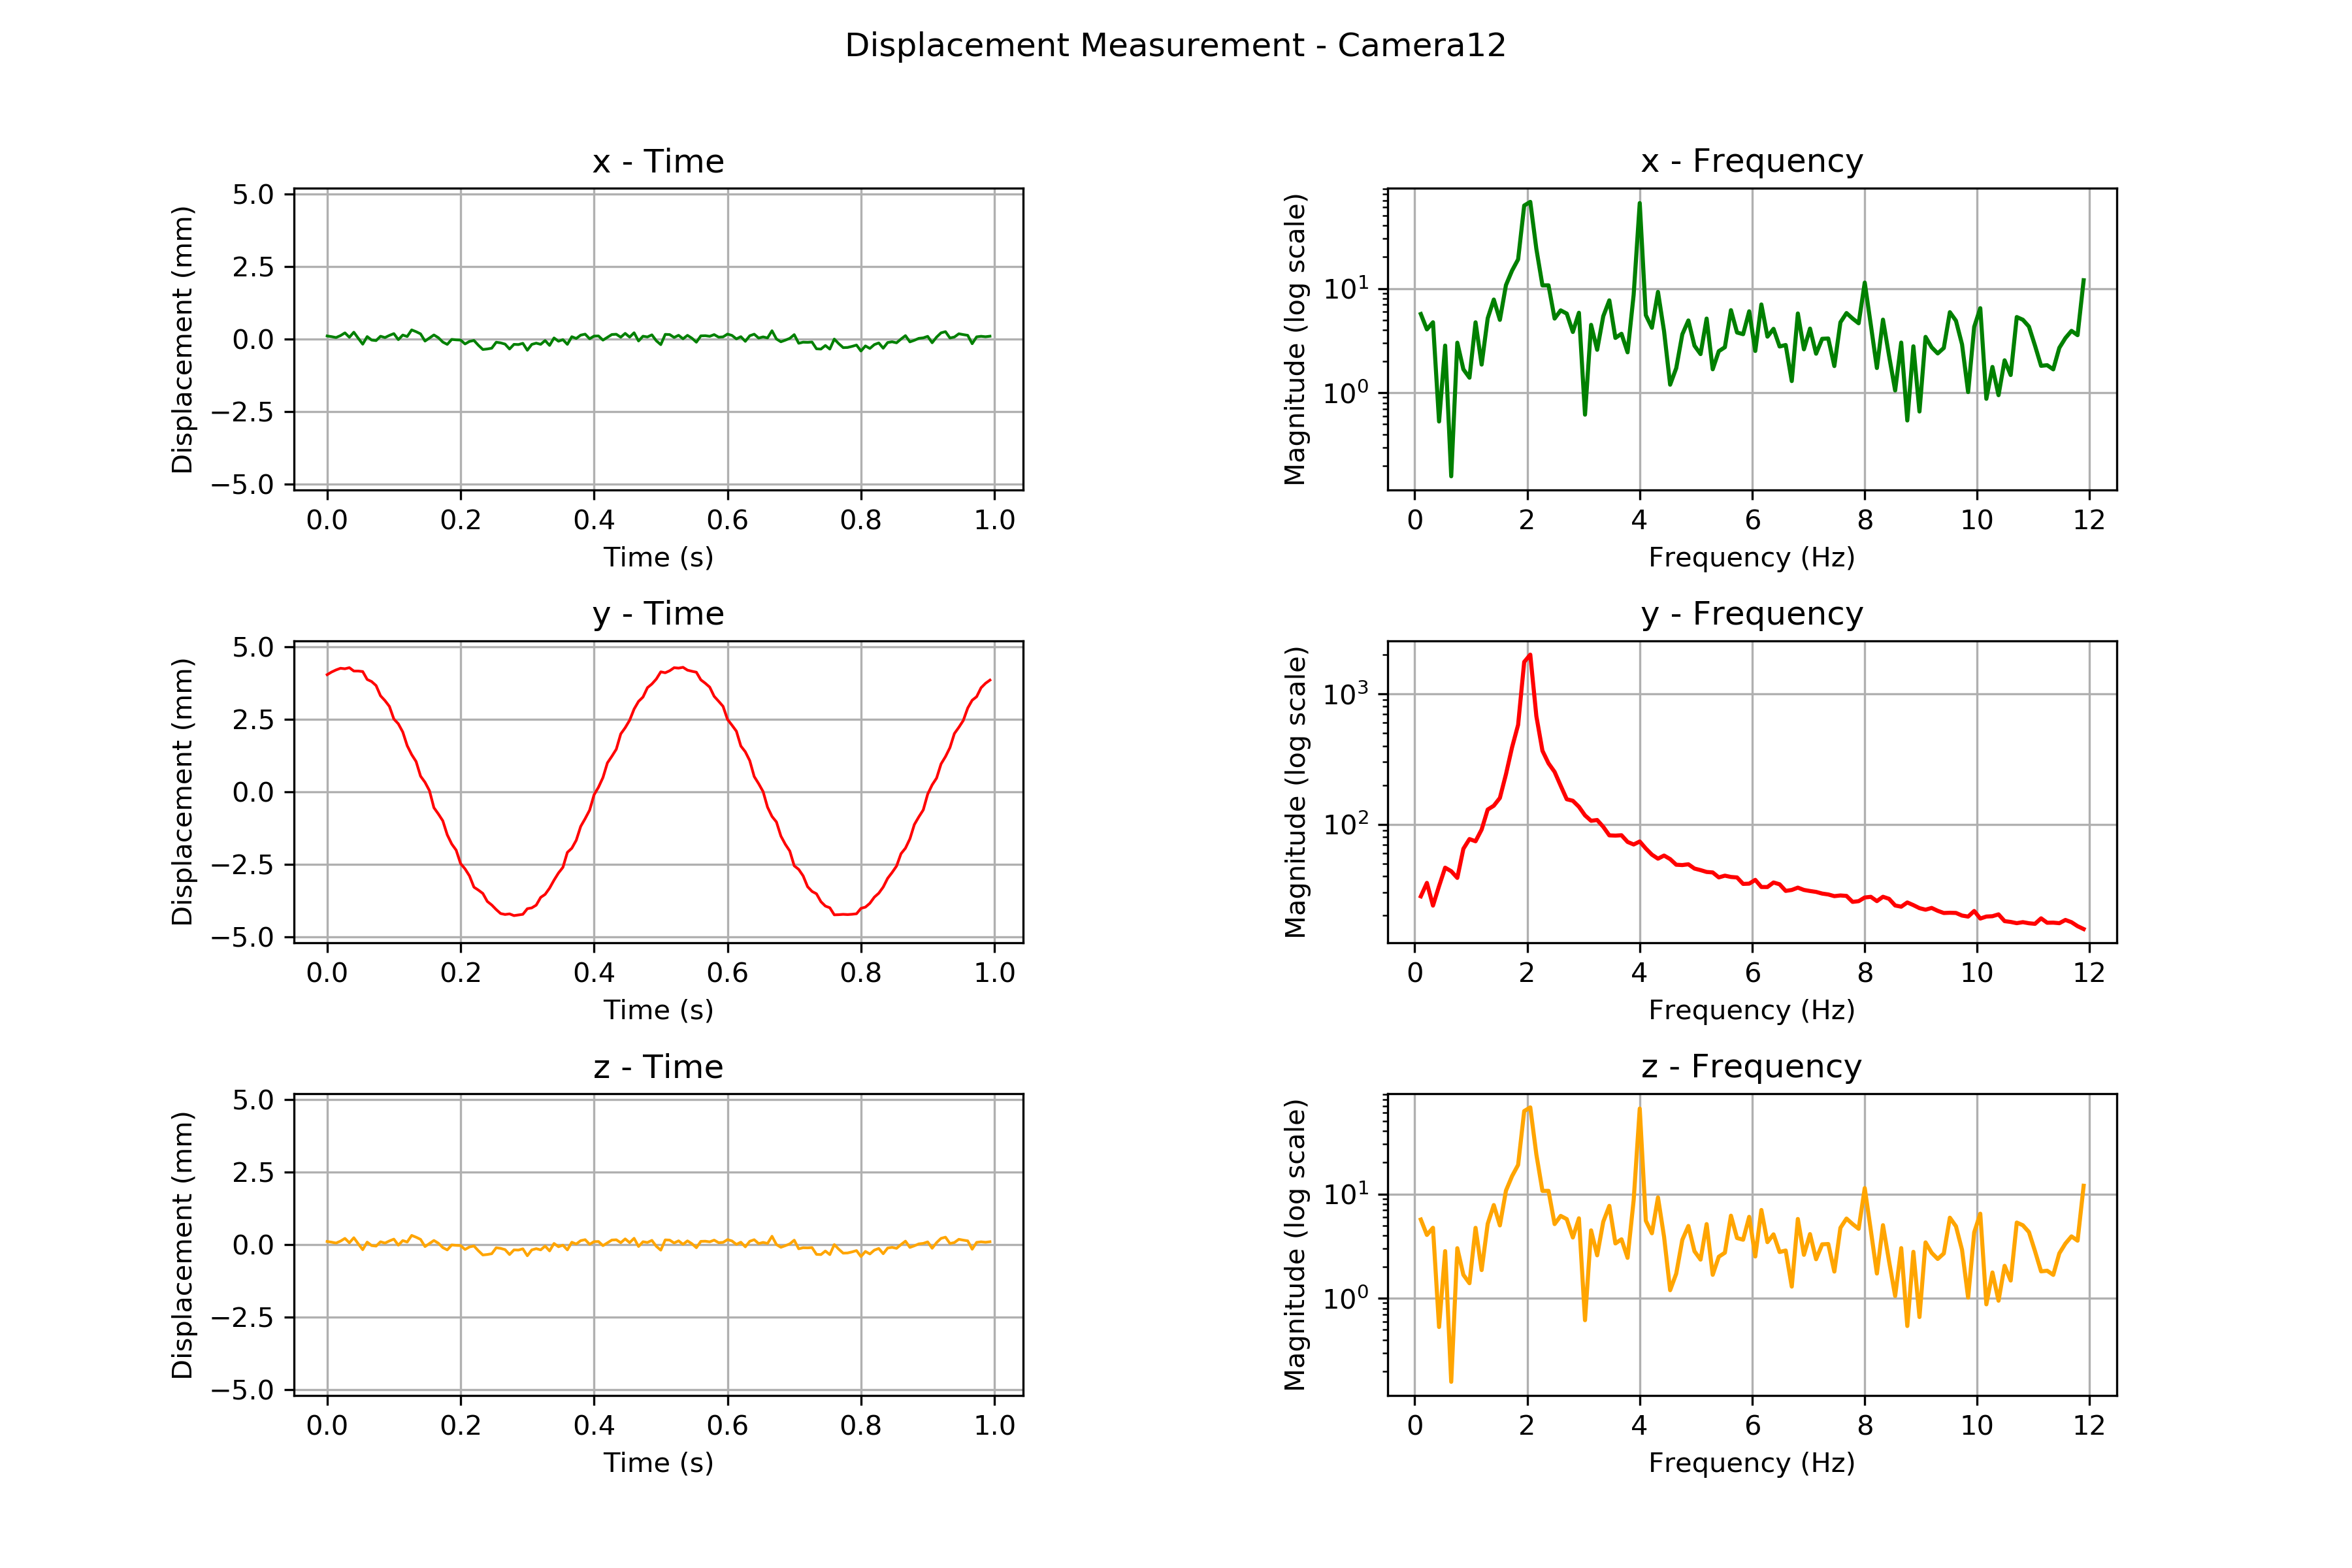 Displacement Measurement - Camera12
x - Time
Displacement (mm)
5.0
2.5
0.0
−2.5
−5.0
0.0 0.2 0.4 0.6 0.8 1.0
Time (s)
x - Frequency
Magnitude (log scale)
10¹
10⁰
0 2 4 6 8 10 12
Frequency (Hz)
y - Time
Displacement (mm)
5.0
2.5
0.0
−2.5
−5.0
0.0 0.2 0.4 0.6 0.8 1.0
Time (s)
y - Frequency
Magnitude (log scale)
10³
10²
0 2 4 6 8 10 12
Frequency (Hz)
z - Time
Displacement (mm)
5.0
2.5
0.0
−2.5
−5.0
0.0 0.2 0.4 0.6 0.8 1.0
Time (s)
z - Frequency
Magnitude (log scale)
10¹
10⁰
0 2 4 6 8 10 12
Frequency (Hz)